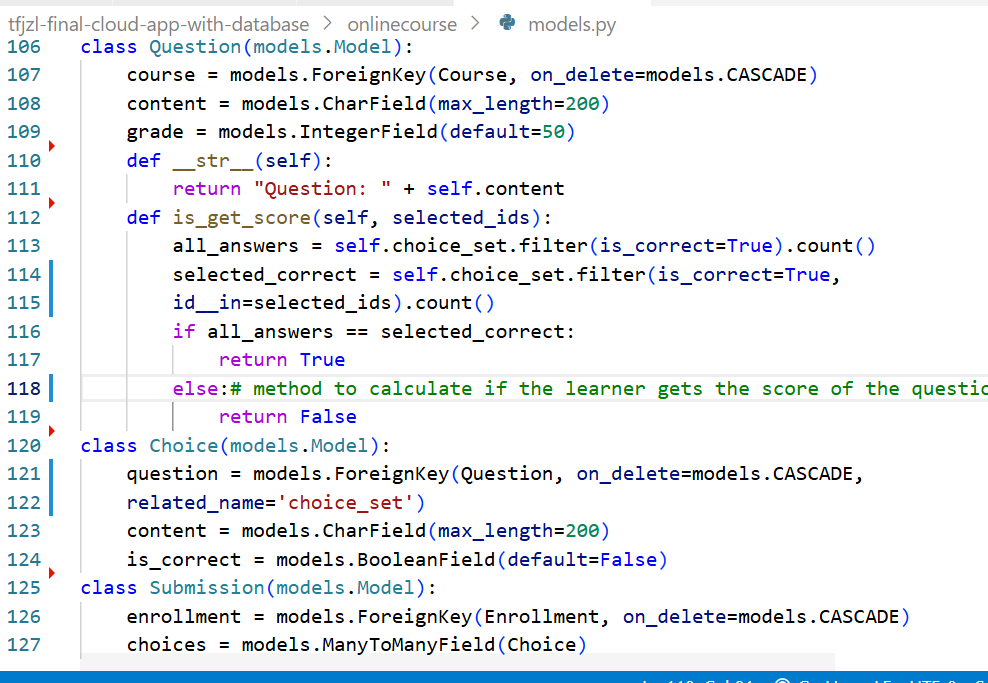 tfjzl-final-cloud-app-with-database > onlinecourse > models.py
106 class Question(models.Model):
107 course = models.ForeignKey(Course, on_delete=models.CASCADE)
108 content = models.CharField(max_length=200)
109 grade = models.IntegerField(default=50)
110 def __str__(self):
111 return "Question: " + self.content
112 def is_get_score(self, selected_ids):
113 all_answers = self.choice_set.filter(is_correct=True).count()
114 selected_correct = self.choice_set.filter(is_correct=True,
115 id__in=selected_ids).count()
116 if all_answers == selected_correct:
117 return True
118 else:# method to calculate if the learner gets the score of the questio
119 return False
120 class Choice(models.Model):
121 question = models.ForeignKey(Question, on_delete=models.CASCADE,
122 related_name='choice_set')
123 content = models.CharField(max_length=200)
124 is_correct = models.BooleanField(default=False)
125 class Submission(models.Model):
126 enrollment = models.ForeignKey(Enrollment, on_delete=models.CASCADE)
127 choices = models.ManyToManyField(Choice)